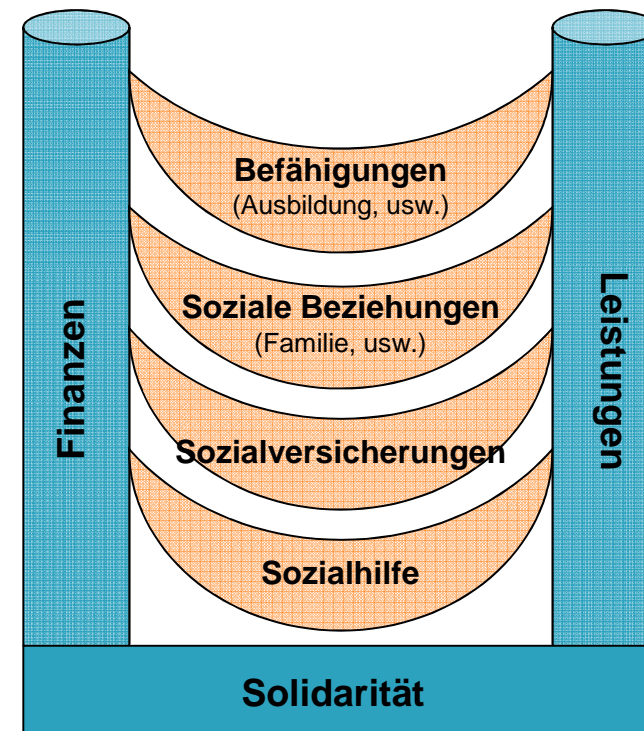 Befähigungen
(Ausbildung, usw.)
Soziale Beziehungen
(Familie, usw.)
Sozialversicherungen
Sozialhilfe
Finanzen
Leistungen
Solidarität